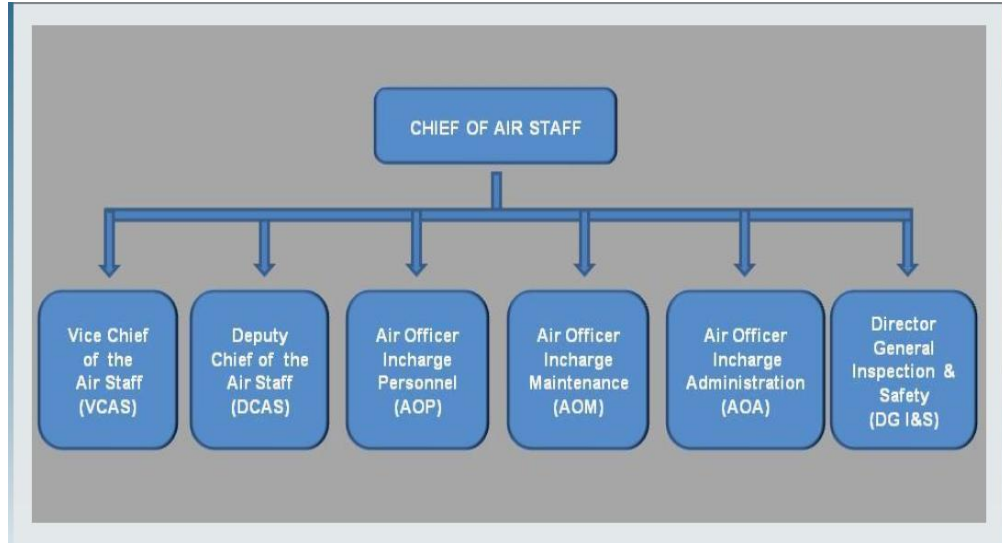 CHIEF OF AIR STAFF
Vice Chief
of the
Air Staff
(VCAS)
Deputy
Chief of the
Air Staff
(DCAS)
Air Officer
Incharge
Personnel
(AOP)
Air Officer
Incharge
Maintenance
(AOM)
Air Officer
Incharge
Administration
(AOA)
Director
General
Inspection &
Safety
(DG I&S)